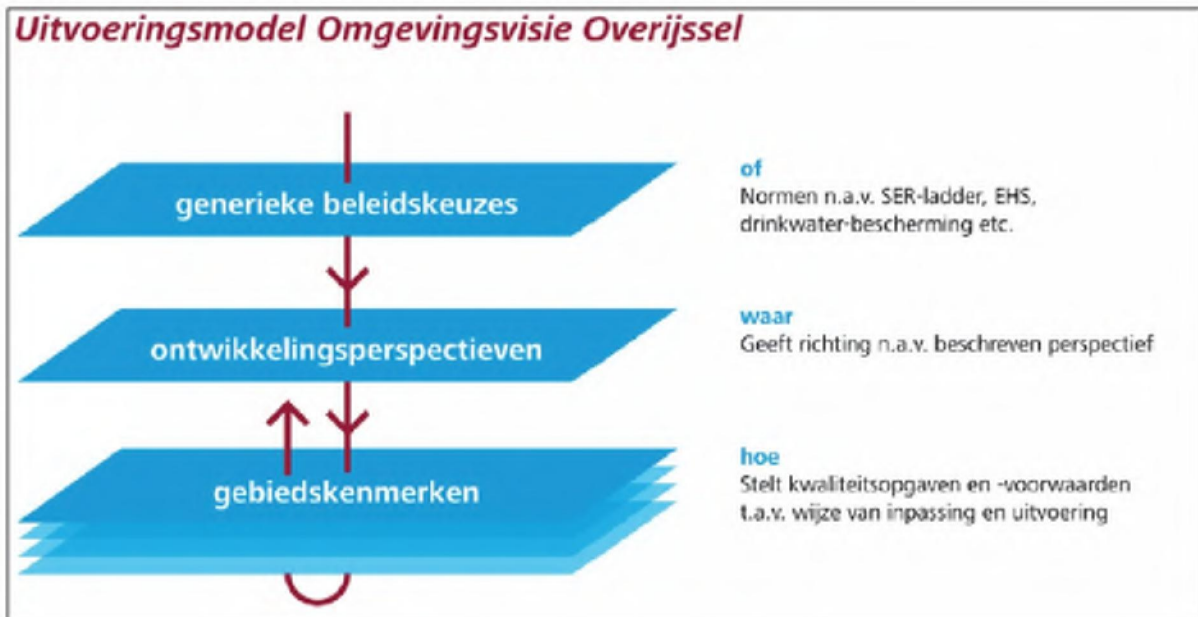 Uitvoeringsmodel Omgevingsvisie Overijssel
generieke beleidskeuzes
of
Normen n.a.v. SER-ladder, EHS,
drinkwater-bescherming etc.
ontwikkelingsperspectieven
waar
Geeft richting n.a.v. beschreven perspectief
gebiedskenmerken
hoe
Stelt kwaliteitsopgaven en -voorwaarden
t.a.v. wijze van inpassing en uitvoering